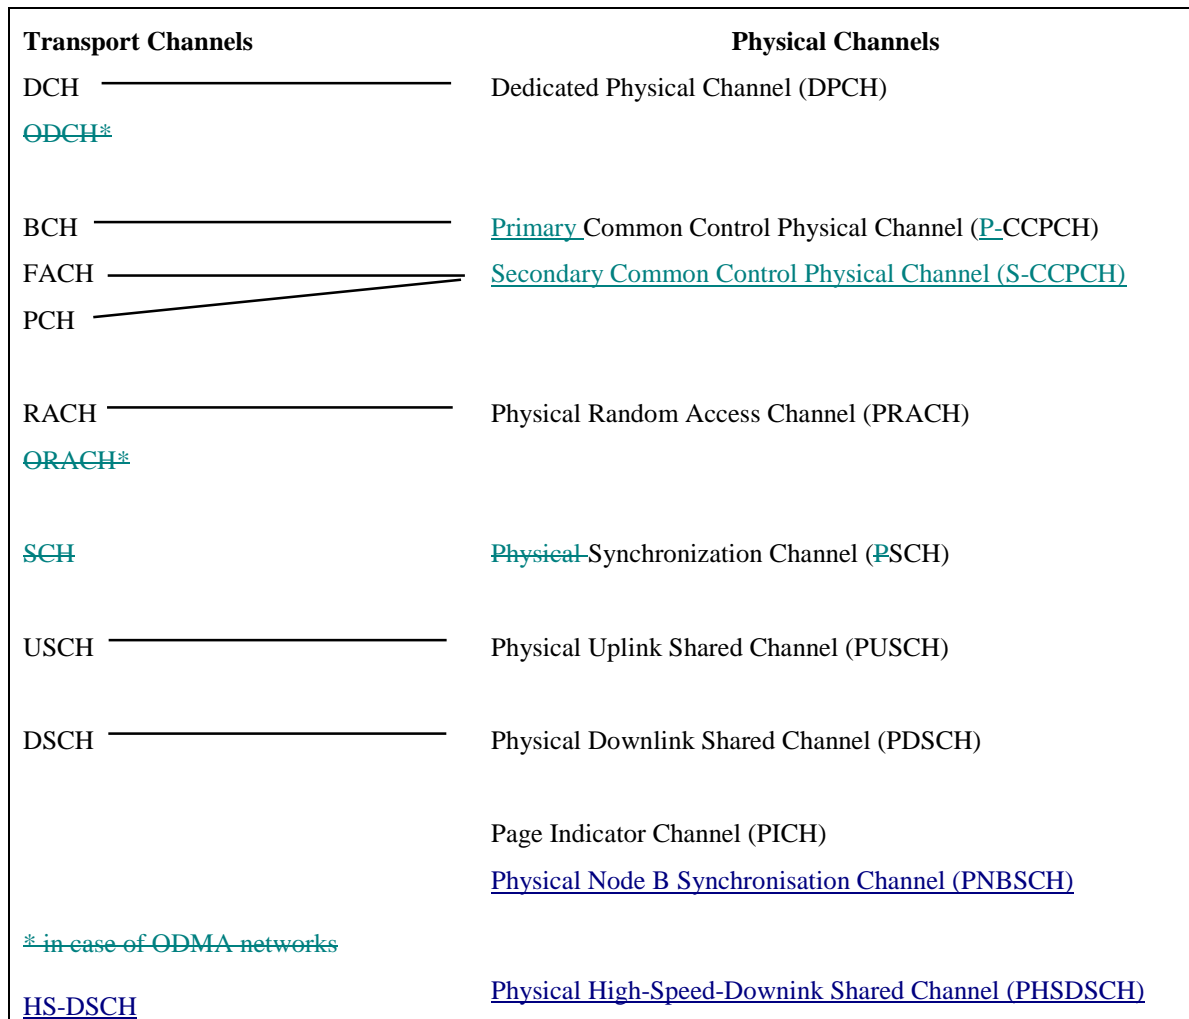 Transport Channels Physical Channels
DCH Dedicated Physical Channel (DPCH)
ODCH*
BCH Primary Common Control Physical Channel (P-CCPCH)
FACH Secondary Common Control Physical Channel (S-CCPCH)
PCH
RACH Physical Random Access Channel (PRACH)
ORACH*
SCH Physical Synchronization Channel (PSCH)
USCH Physical Uplink Shared Channel (PUSCH)
DSCH Physical Downlink Shared Channel (PDSCH)
Page Indicator Channel (PICH)
Physical Node B Synchronisation Channel (PNBSCH)
* in case of ODMA networks
HS-DSCH Physical High-Speed-Downink Shared Channel (PHSDSCH)